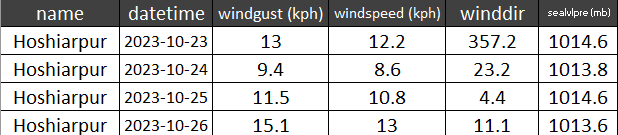 name datetime windgust (kph) windspeed (kph) winddir sealvlpre (mb)
Hoshiarpur 2023-10-23 13 12.2 357.2 1014.6
Hoshiarpur 2023-10-24 9.4 8.6 23.2 1013.8
Hoshiarpur 2023-10-25 11.5 10.8 4.4 1014.6
Hoshiarpur 2023-10-26 15.1 13 11.1 1013.6